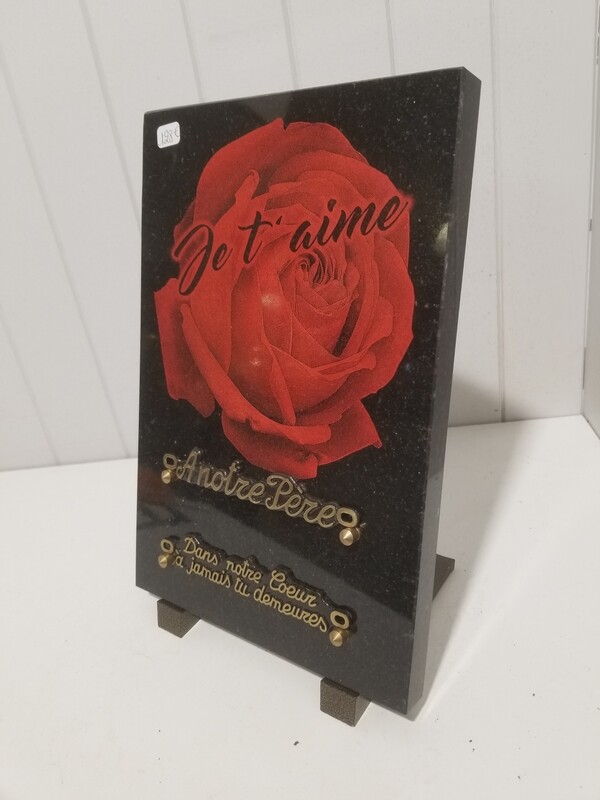 198 €
Je t'aime
A notre Père
Dans notre Coeur
à jamais tu demeures